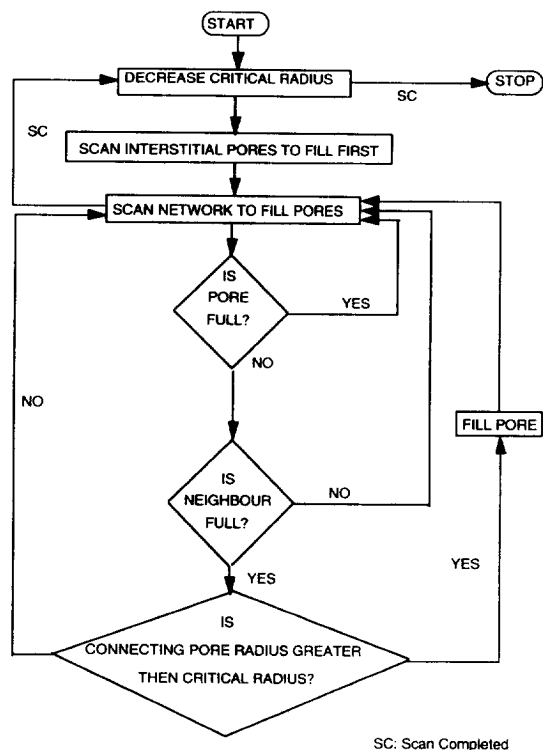 START
DECREASE CRITICAL RADIUS
STOP
SC
SC
SCAN INTERSTITIAL PORES TO FILL FIRST
SCAN NETWORK TO FILL PORES
IS
PORE
FULL?
YES
NO
NO
FILL PORE
IS
NEIGHBOUR
FULL?
NO
YES
YES
IS
CONNECTING PORE RADIUS GREATER
THEN CRITICAL RADIUS?
SC: Scan Completed